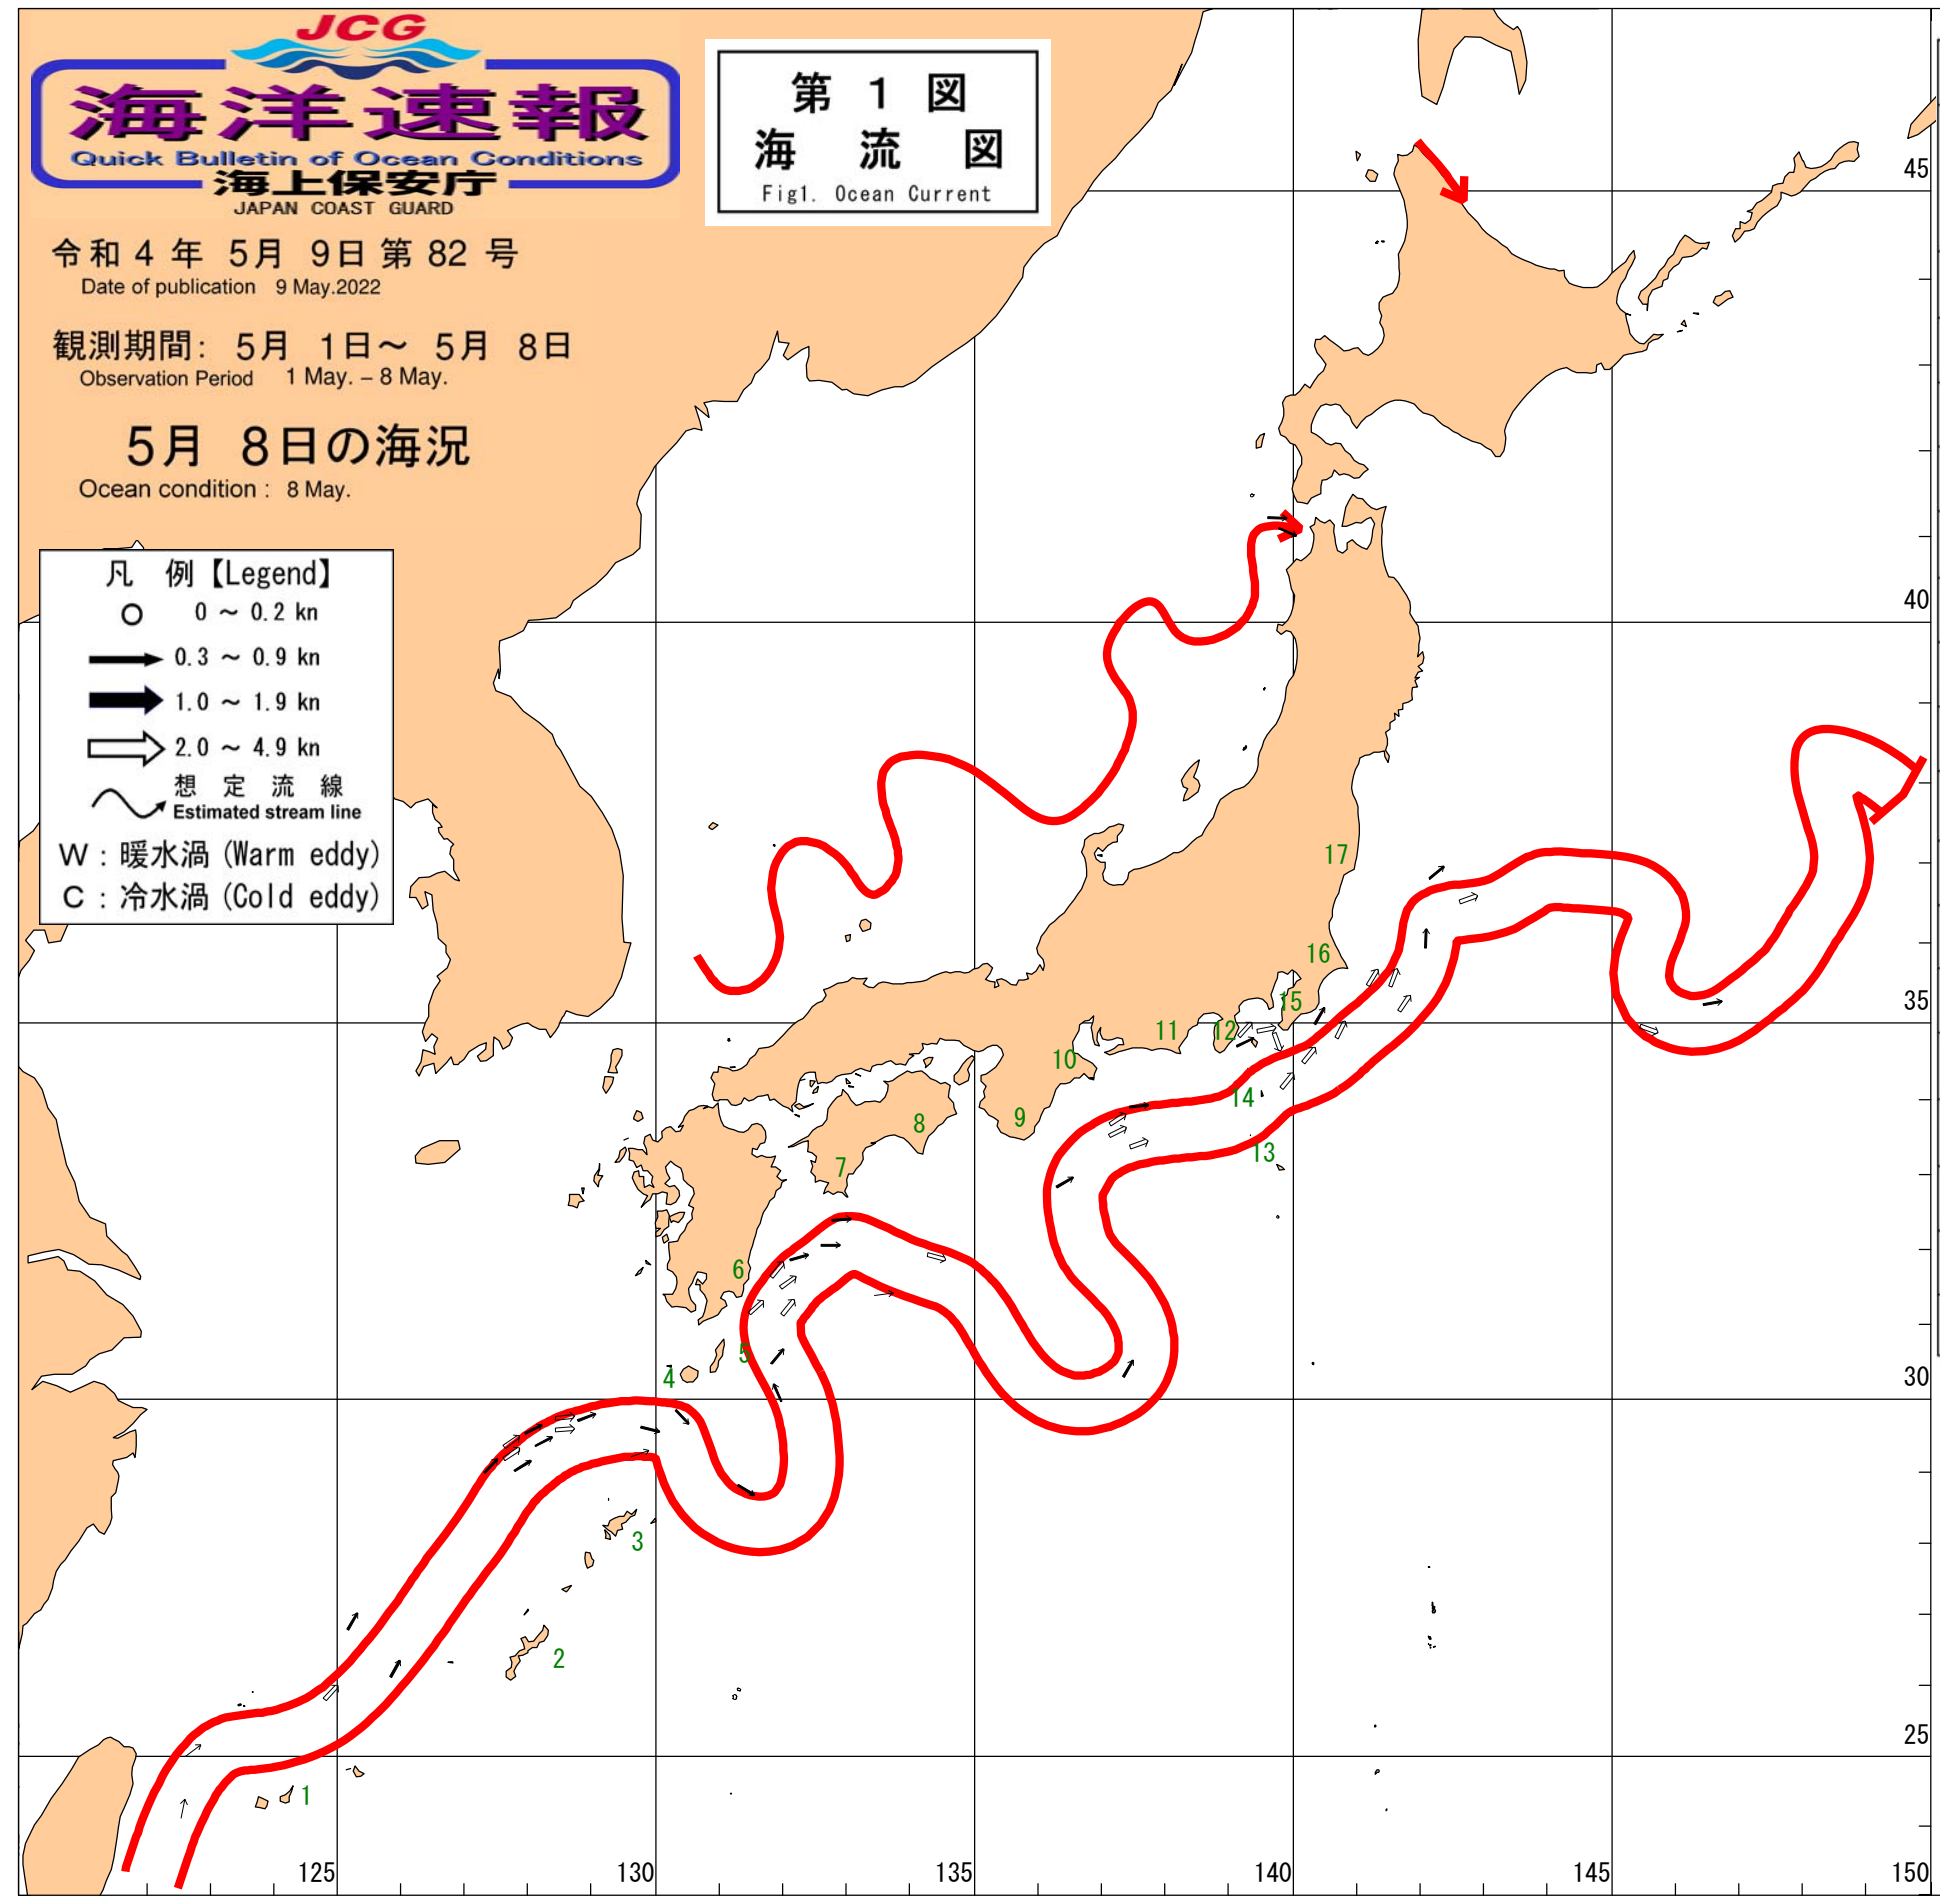 JCG
海洋速報
Quick Bulletin of Ocean Conditions
海上保安庁
JAPAN COAST GUARD
第 1 図
海 流 図
Fig1. Ocean Current
令和 4 年 5月 9日 第 82 号
Date of publication 9 May.2022
観測期間: 5月 1日～ 5月 8日
Observation Period 1 May. – 8 May.
5月 8日の海況
Ocean condition : 8 May.
凡 例【Legend】
0 ～ 0.2 kn
0.3 ～ 0.9 kn
1.0 ～ 1.9 kn
2.0 ～ 4.9 kn
想 定 流 線
Estimated stream line
W : 暖水渦 (Warm eddy)
C : 冷水渦 (Cold eddy)
45
40
17
16
35
15
12
11
10
14
9
8
13
7
6
5
4
30
3
2
25
1
125
130
135
140
145
150